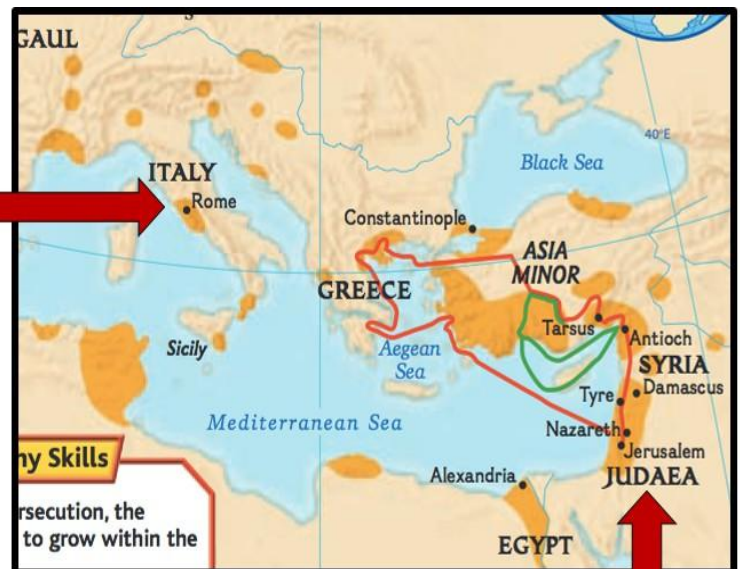 GAUL
40°E
Black Sea
ITALY
Rome
Constantinople
ASIA
MINOR
GREECE
Tarsus
Antioch
Sicily
Aegean
Sea
SYRIA
Damascus
Tyre
Mediterranean Sea
Nazareth
Jerusalem
JUDAEA
Alexandria
EGYPT
ny Skills
rsecution, the
to grow within the